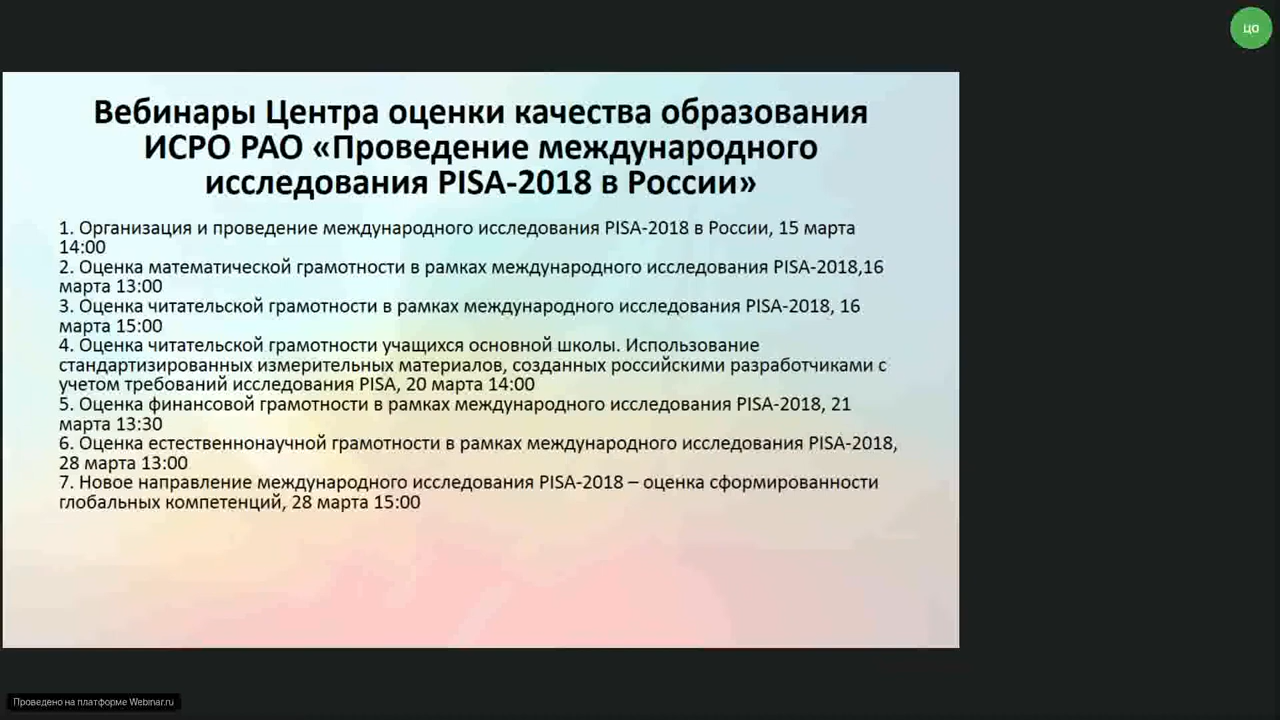 ЦО
Вебинары Центра оценки качества образования
ИСРО РАО «Проведение международного
исследования PISA-2018 в России»
1. Организация и проведение международного исследования PISA-2018 в России, 15 марта
14:00
2. Оценка математической грамотности в рамках международного исследования PISA-2018,16
марта 13:00
3. Оценка читательской грамотности в рамках международного исследования PISA-2018, 16
марта 15:00
4. Оценка читательской грамотности учащихся основной школы. Использование
стандартизированных измерительных материалов, созданных российскими разработчиками с
учетом требований исследования PISA, 20 марта 14:00
5. Оценка финансовой грамотности в рамках международного исследования PISA-2018, 21
марта 13:30
6. Оценка естественнонаучной грамотности в рамках международного исследования PISA-2018,
28 марта 13:00
7. Новое направление международного исследования PISA-2018 – оценка сформированности
глобальных компетенций, 28 марта 15:00
Проведено на платформе Webinar.ru